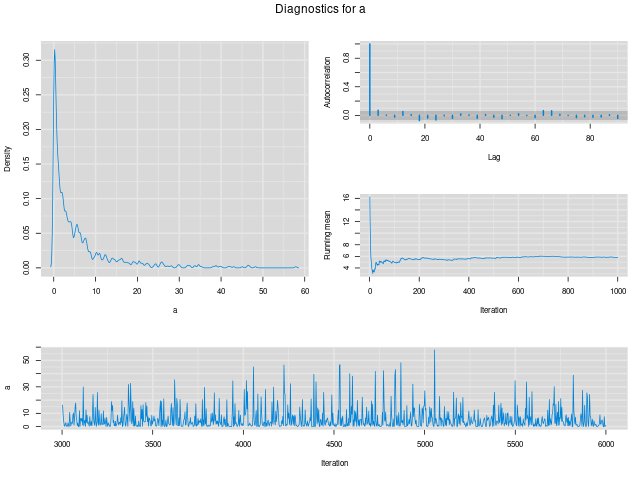 Diagnostics for a
Density
0.00 0.05 0.10 0.15 0.20 0.25 0.30
0 10 20 30 40 50 60
a
Autocorrelation
0.0 0.4 0.8
0 20 40 60 80
Lag
Running mean
4 6 8 12 16
0 200 400 600 800 1000
Iteration
a
0 10 30 50
3000 3500 4000 4500 5000 5500 6000
Iteration